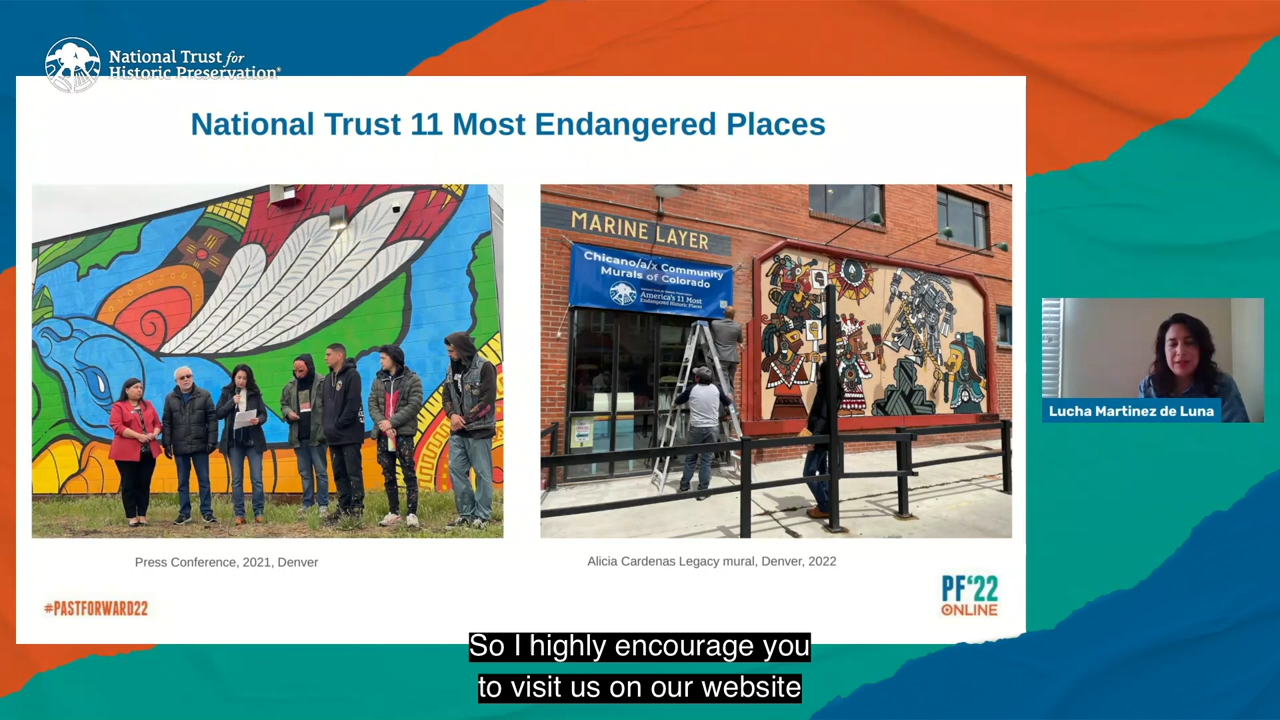 National Trust for
Historic Preservation®
National Trust 11 Most Endangered Places
MARINE LAYER
Chicano/a/x Community
Murals of Colorado
America's 11 Most
Endangered Historic Places
Lucha Martinez de Luna
Press Conference, 2021, Denver
Alicia Cardenas Legacy mural, Denver, 2022
#PASTFORWARD22
PF'22
ONLINE
So I highly encourage you
to visit us on our website